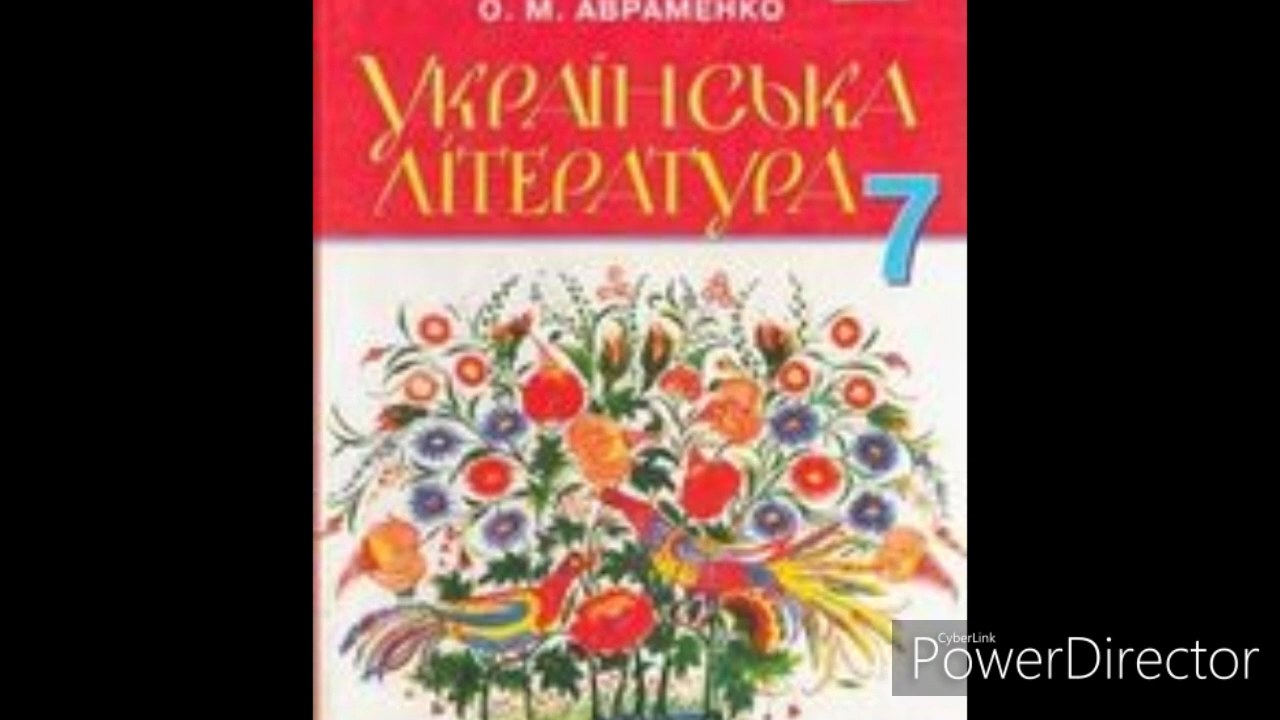 О. М. АВРАМЕНКО
УКРАЇНСЬКА
ЛІТЕРАТУРА
7
CyberLink
PowerDirector